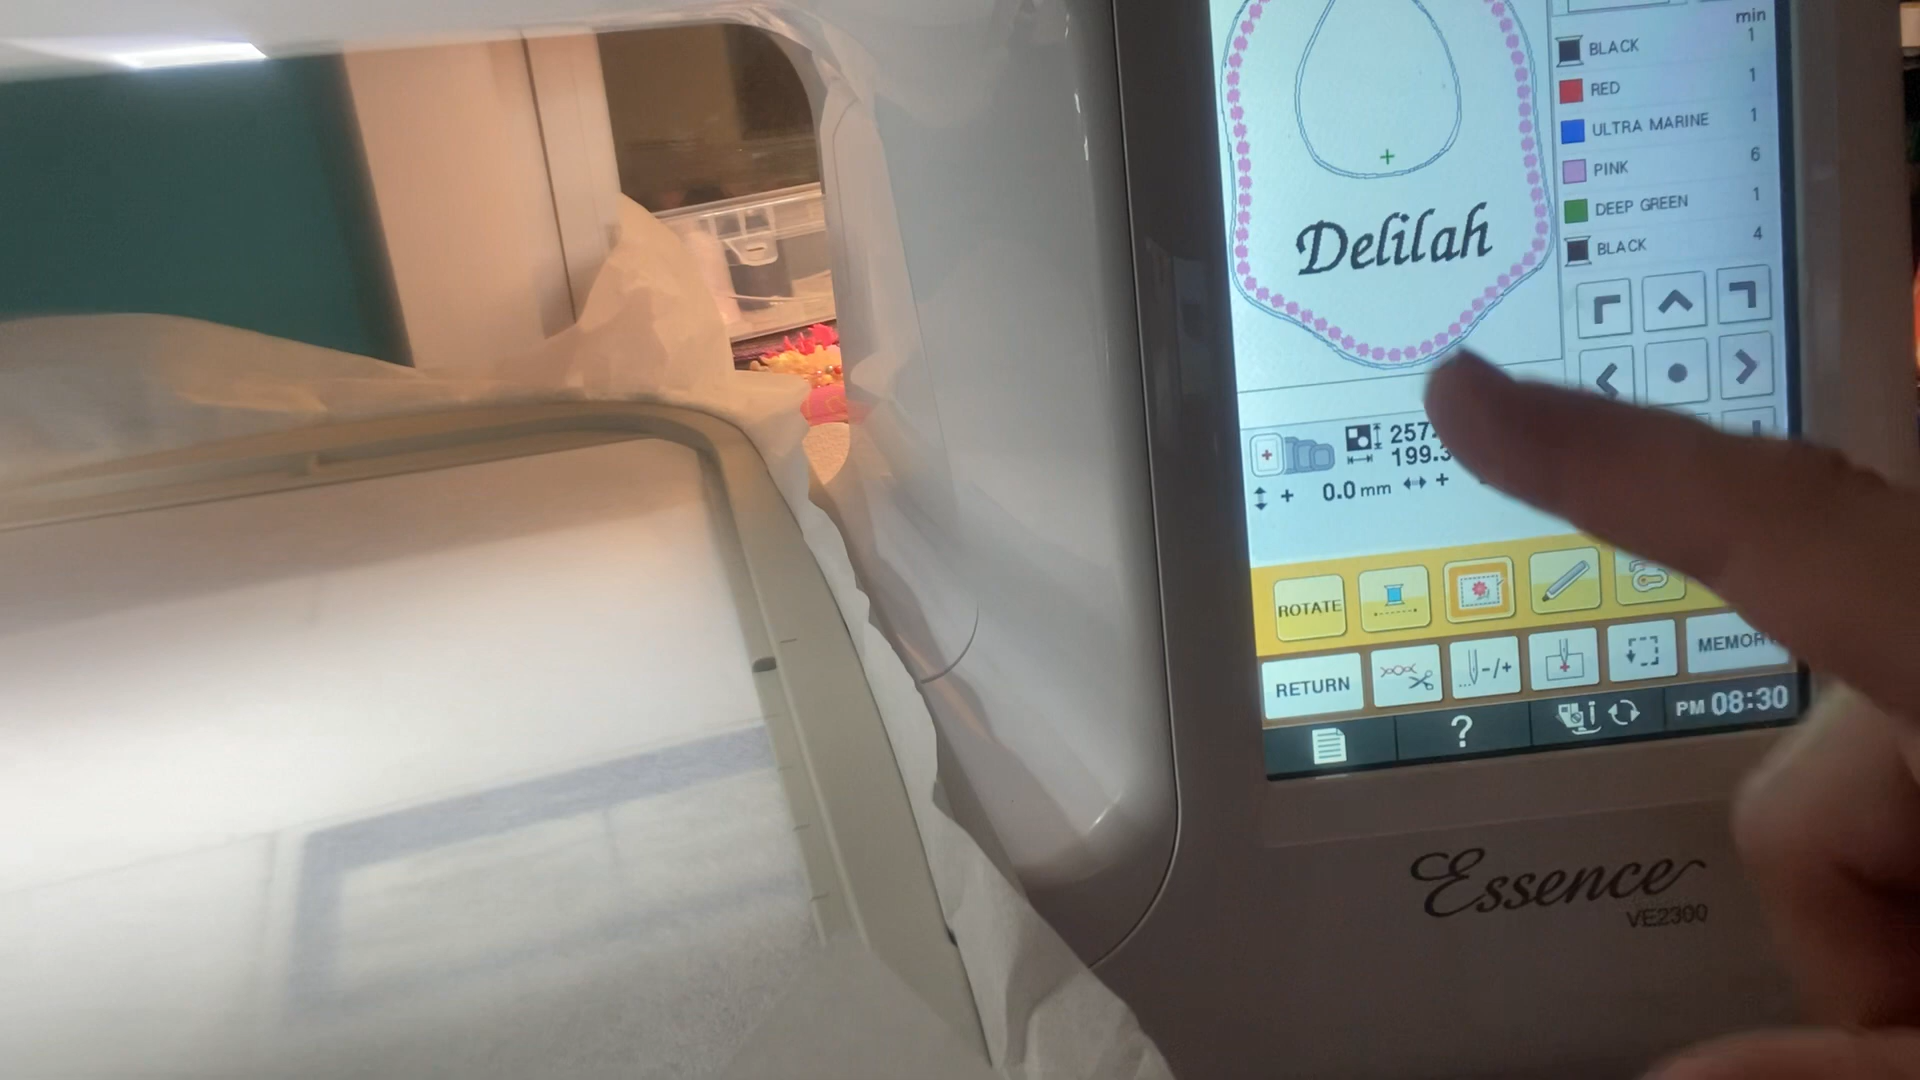 min
1
BLACK
1
RED
1
ULTRA MARINE
6
PINK
1
DEEP GREEN
4
BLACK
Delilah
257.
199.3
+ 0.0 mm +
ROTATE
RETURN
-/+
MEMORY
?
PM 08:30
Essence
VE2300